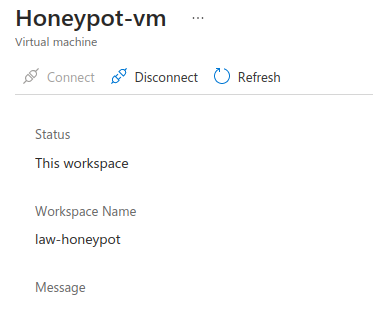 Honeypot-vm ...
Virtual machine
Connect Disconnect Refresh
Status
This workspace
Workspace Name
law-honeypot
Message